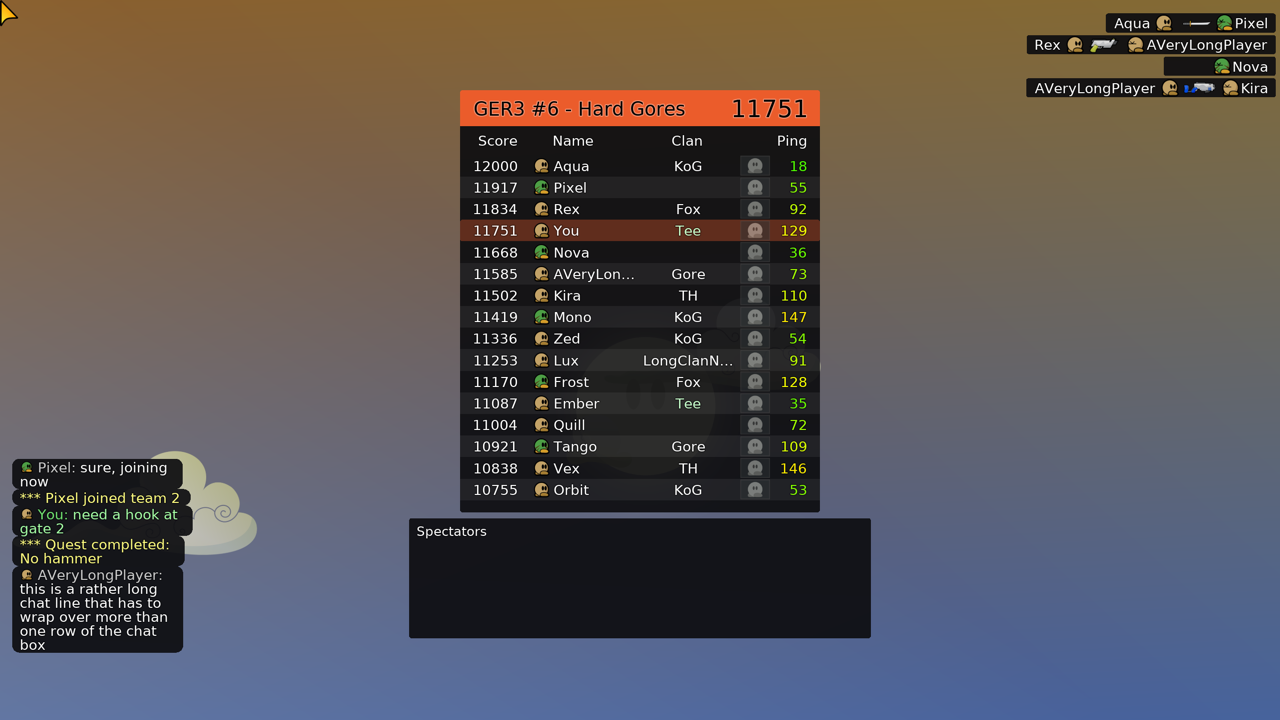 Aqua Pixel
Rex AVeryLongPlayer
Nova
AVeryLongPlayer Kira
GER3 #6 - Hard Gores 11751
Score Name Clan Ping
12000 Aqua KoG 18
11917 Pixel 55
11834 Rex Fox 92
11751 You Tee 129
11668 Nova 36
11585 AVeryLon... Gore 73
11502 Kira TH 110
11419 Mono KoG 147
11336 Zed KoG 54
11253 Lux LongClanN... 91
11170 Frost Fox 128
11087 Ember Tee 35
11004 Quill 72
10921 Tango Gore 109
10838 Vex TH 146
10755 Orbit KoG 53
Spectators
Pixel: sure, joining
now
*** Pixel joined team 2
You: need a hook at
gate 2
*** Quest completed:
No hammer
AVeryLongPlayer:
this is a rather long
chat line that has to
wrap over more than
one row of the chat
box